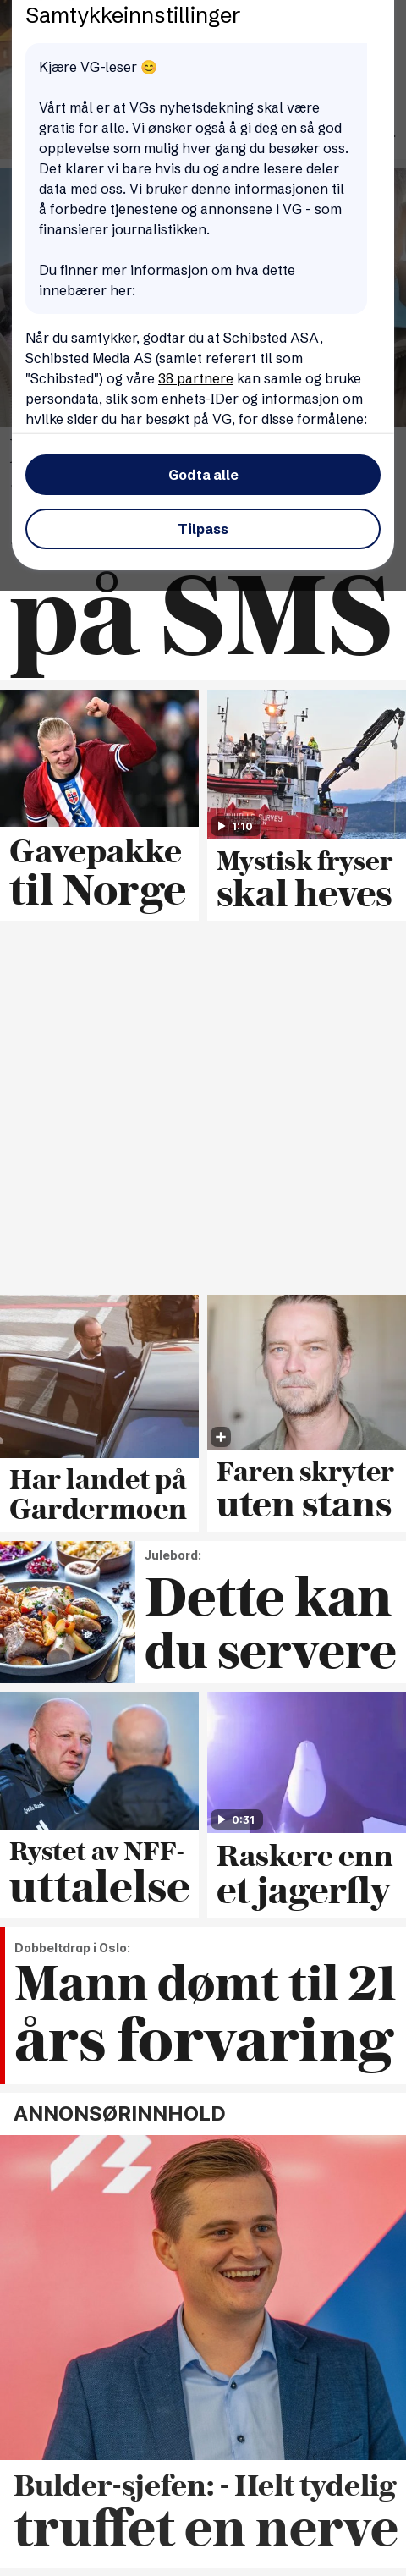 Samtykkeinnstillinger
Kjære VG-leser 😊
Vårt mål er at VGs nyhetsdekning skal være
gratis for alle. Vi ønsker også å gi deg en så god
opplevelse som mulig hver gang du besøker oss.
Det klarer vi bare hvis du og andre lesere deler
data med oss. Vi bruker denne informasjonen til
å forbedre tjenestene og annonsene i VG - som
finansierer journalistikken.
Du finner mer informasjon om hva dette
innebærer her:
Når du samtykker, godtar du at Schibsted ASA,
Schibsted Media AS (samlet referert til som
"Schibsted") og våre 38 partnere kan samle og bruke
persondata, slik som enhets-IDer og informasjon om
hvilke sider du har besøkt på VG, for disse formålene:
Godta alle
Tilpass
på SMS
1:10
Gavepakke
til Norge
Mystisk fryser
skal heves
Har landet på
Gardermoen
Faren skryter
uten stans
Julebord:
Dette kan
du servere
0:31
Rystet av NFF-
uttalelse
Raskere enn
et jagerfly
Dobbeltdrap i Oslo:
Mann dømt til 21
års forvaring
ANNONSØRINNHOLD
Bulder-sjefen: - Helt tydelig
truffet en nerve